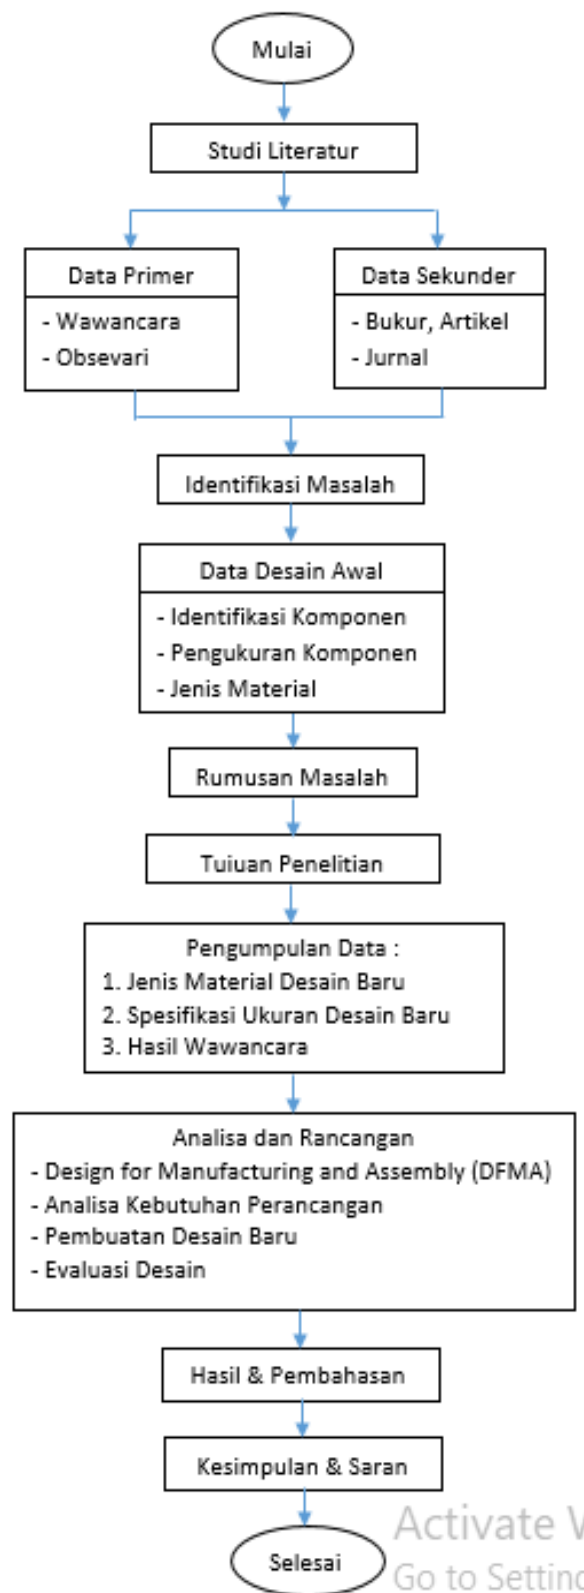 Mulai
Studi Literatur
Data Primer
- Wawancara
- Obsevari
Data Sekunder
- Bukur, Artikel
- Jurnal
Identifikasi Masalah
Data Desain Awal
- Identifikasi Komponen
- Pengukuran Komponen
- Jenis Material
Rumusan Masalah
Tuiuan Penelitian
Pengumpulan Data :
1. Jenis Material Desain Baru
2. Spesifikasi Ukuran Desain Baru
3. Hasil Wawancara
Analisa dan Rancangan
- Design for Manufacturing and Assembly (DFMA)
- Analisa Kebutuhan Perancangan
- Pembuatan Desain Baru
- Evaluasi Desain
Hasil & Pembahasan
Kesimpulan & Saran
Selesai
Activate
Go to